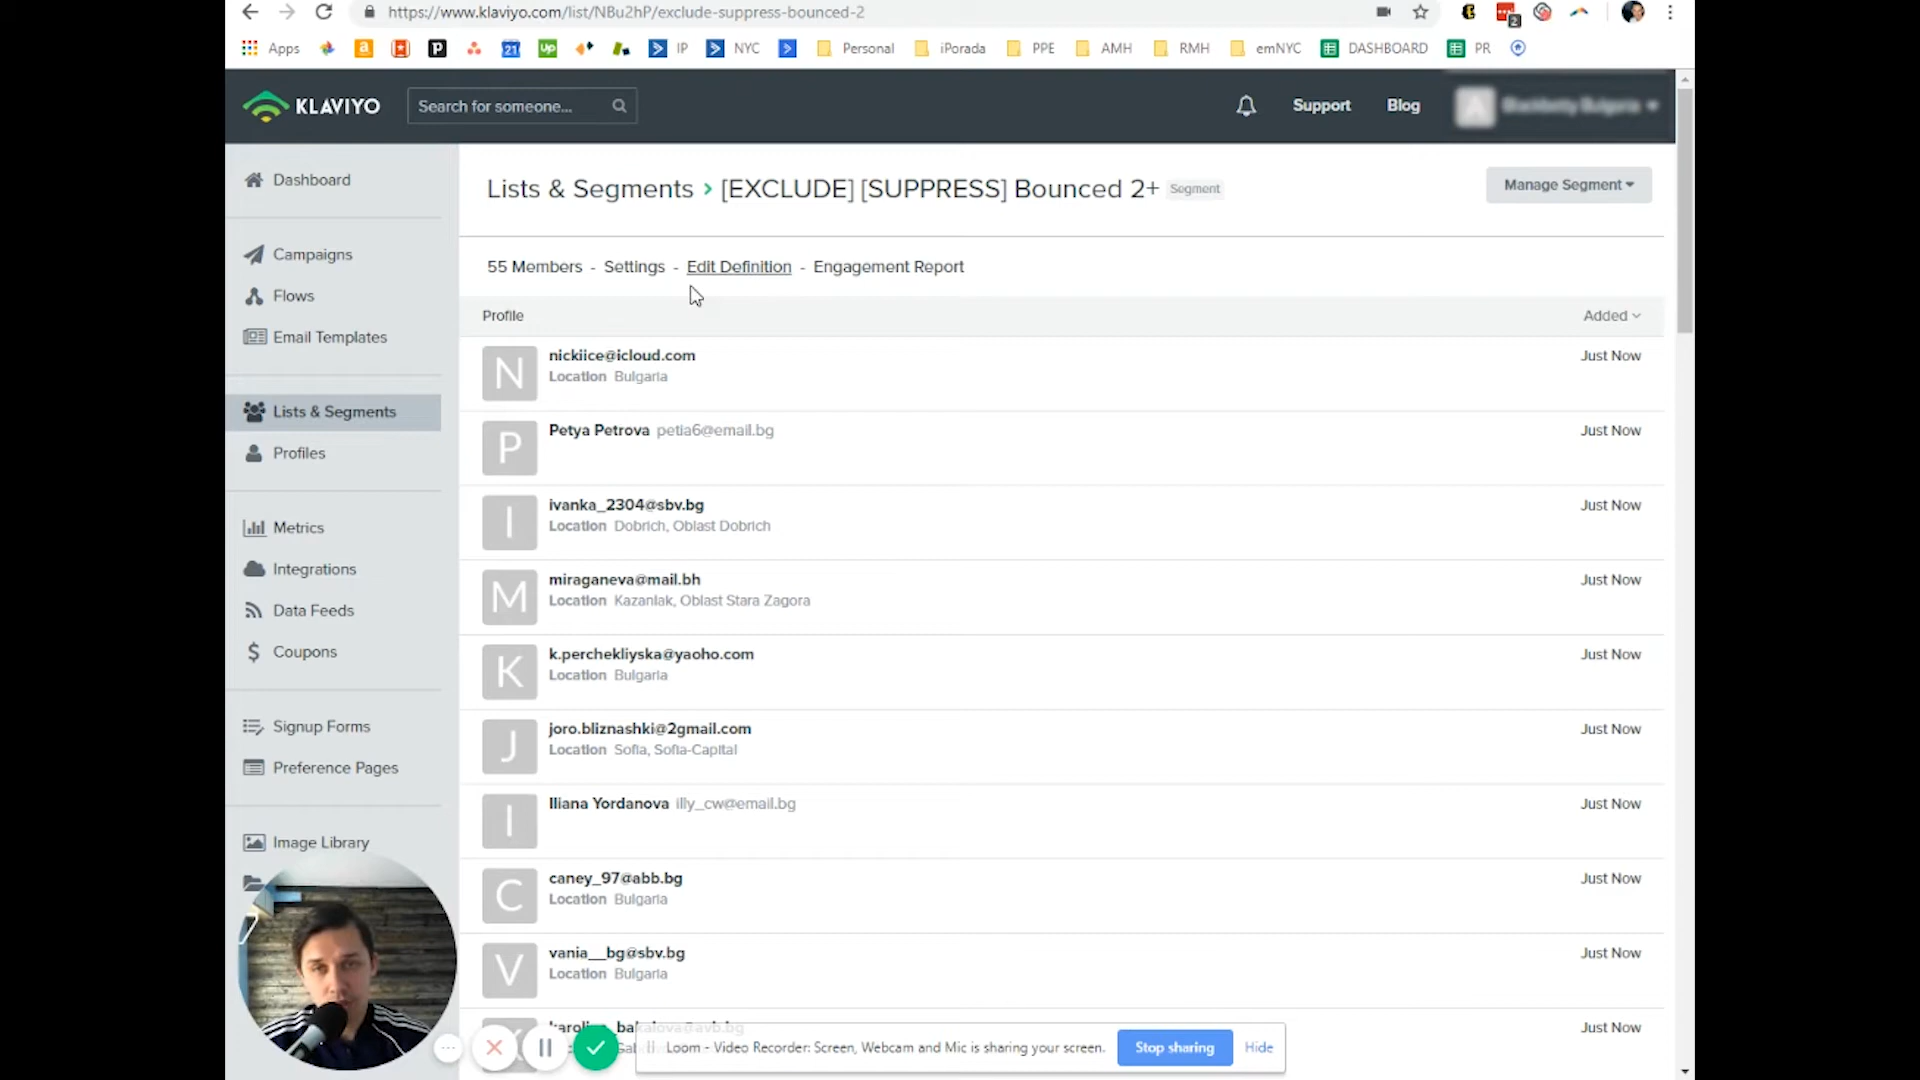 https://www.klaviyo.com/list/NBu2hP/exclude-suppress-bounced-2
2
Apps
21
up
IP
NYC
Personal
iPorada
PPE
AMH
RMH
emNYC
DASHBOARD
PR
KLAVIYO
Search for someone...
Support
Blog
Dashboard
Campaigns
Flows
Email Templates
Lists & Segments
Profiles
Metrics
Integrations
Data Feeds
Coupons
Signup Forms
Preference Pages
Image Library
Lists & Segments › [EXCLUDE] [SUPPRESS] Bounced 2+ Segment
Manage Segment
55 Members - Settings - Edit Definition - Engagement Report
Profile Added
N nickiice@icloud.com Just Now
Location Bulgaria
P Petya Petrova petia6@email.bg Just Now
I ivanka_2304@sbv.bg Just Now
Location Dobrich, Oblast Dobrich
M miraganeva@mail.bh Just Now
Location Kazanlak, Oblast Stara Zagora
K k.perchekliyska@yaoho.com Just Now
Location Bulgaria
J joro.bliznashki@2gmail.com Just Now
Location Sofia, Sofia-Capital
I Iliana Yordanova illy_cw@email.bg Just Now
C caney_97@abb.bg Just Now
Location Bulgaria
V vania__bg@sbv.bg Just Now
Location Bulgaria
Just Now
Loom - Video Recorder: Screen, Webcam and Mic is sharing your screen.
Stop sharing
Hide